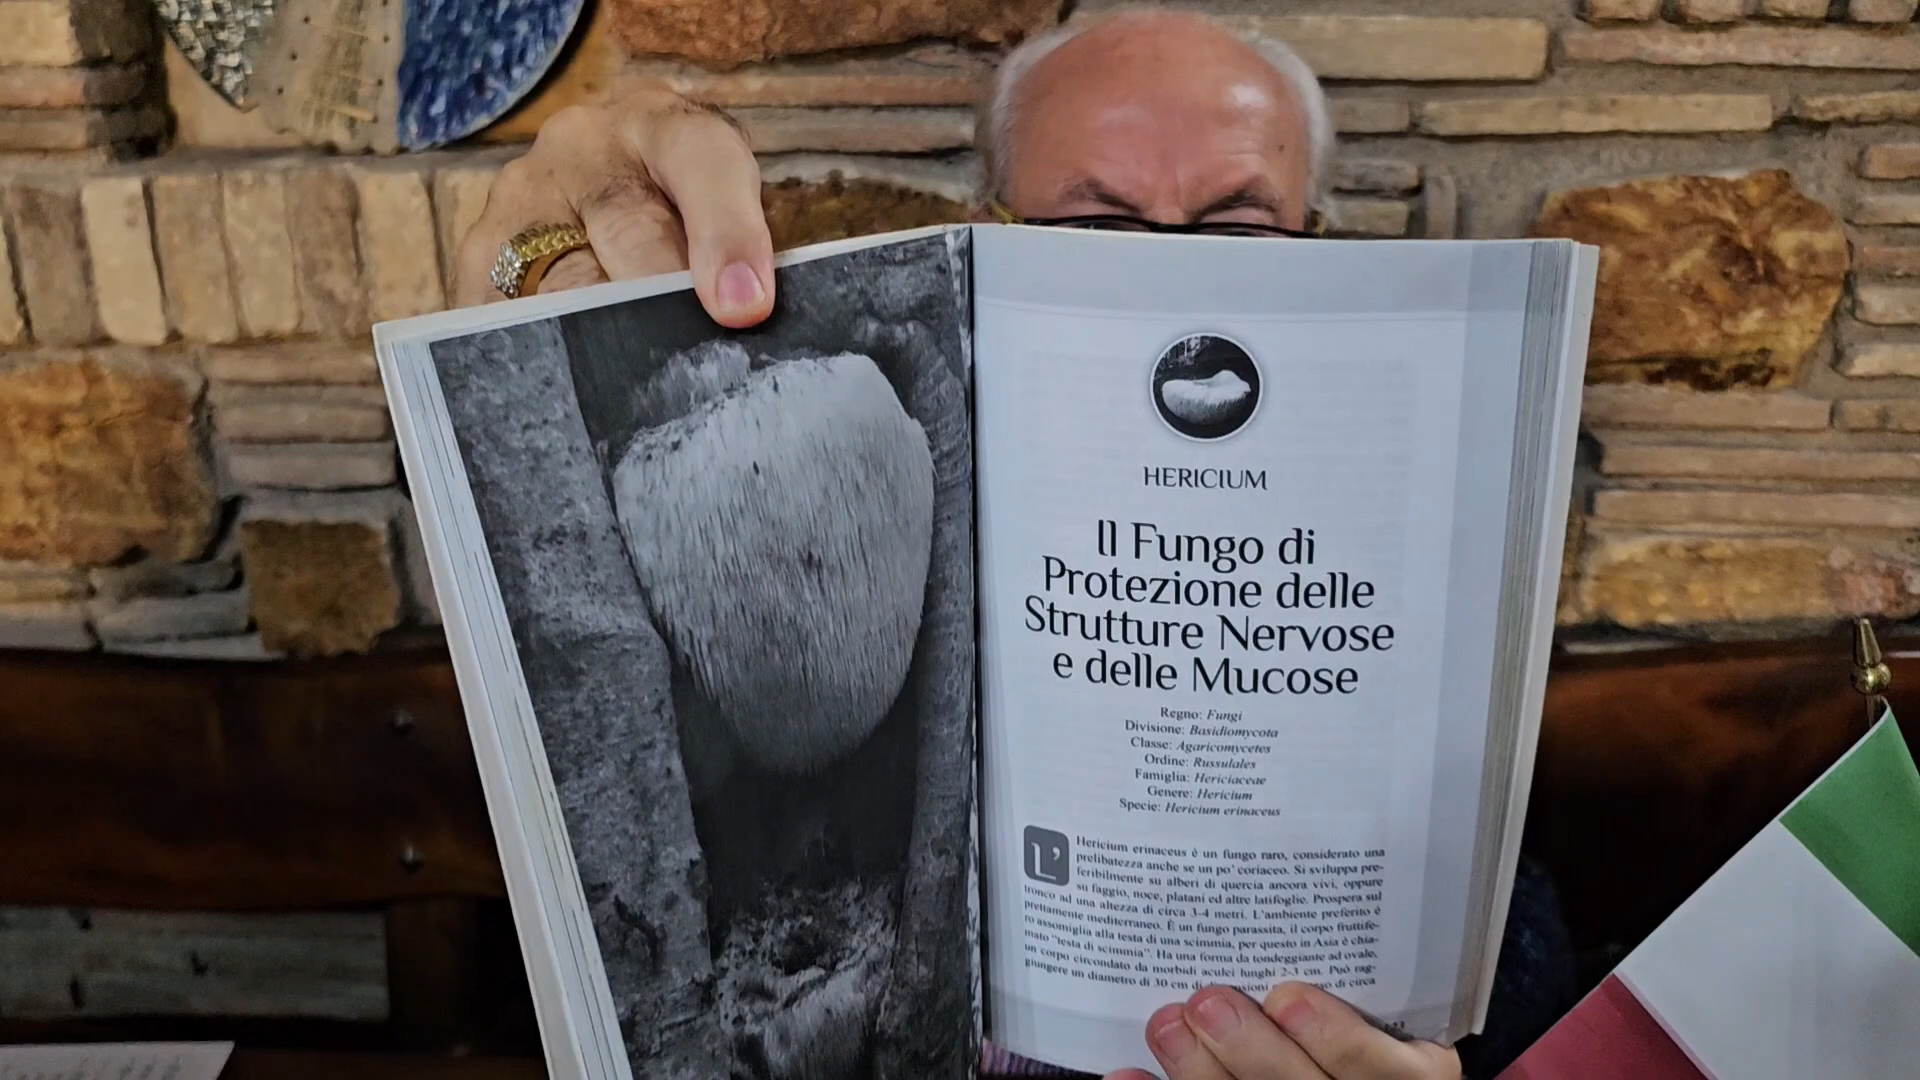 HERICIUM
Il Fungo di
Protezione delle
Strutture Nervose
e delle Mucose
Regno: Fungi
Divisione: Basidiomycota
Classe: Agaricomycetes
Ordine: Russulales
Famiglia: Hericiaceae
Genere: Hericium
Specie: Hericium erinaceus
L'Hericium erinaceus è un fungo raro, considerato una
prelibatezza anche se un po' coriaceo. Si sviluppa pre-
feribilmente su alberi di quercia ancora vivi, oppure
su faggio, noce, platani ed altre latifoglie. Prospera sul
tronco ad una altezza di circa 3-4 metri. L'ambiente preferito è
prettamente mediterraneo. È un fungo parassita, il corpo fruttife-
ro assomiglia alla testa di una scimmia, per questo in Asia è chia-
mato "testa di scimmia". Ha una forma da tondeggiante ad ovale,
un corpo circondato da morbidi aculei lunghi 2-3 cm. Può rag-
giungere un diametro di 30 cm di di circa